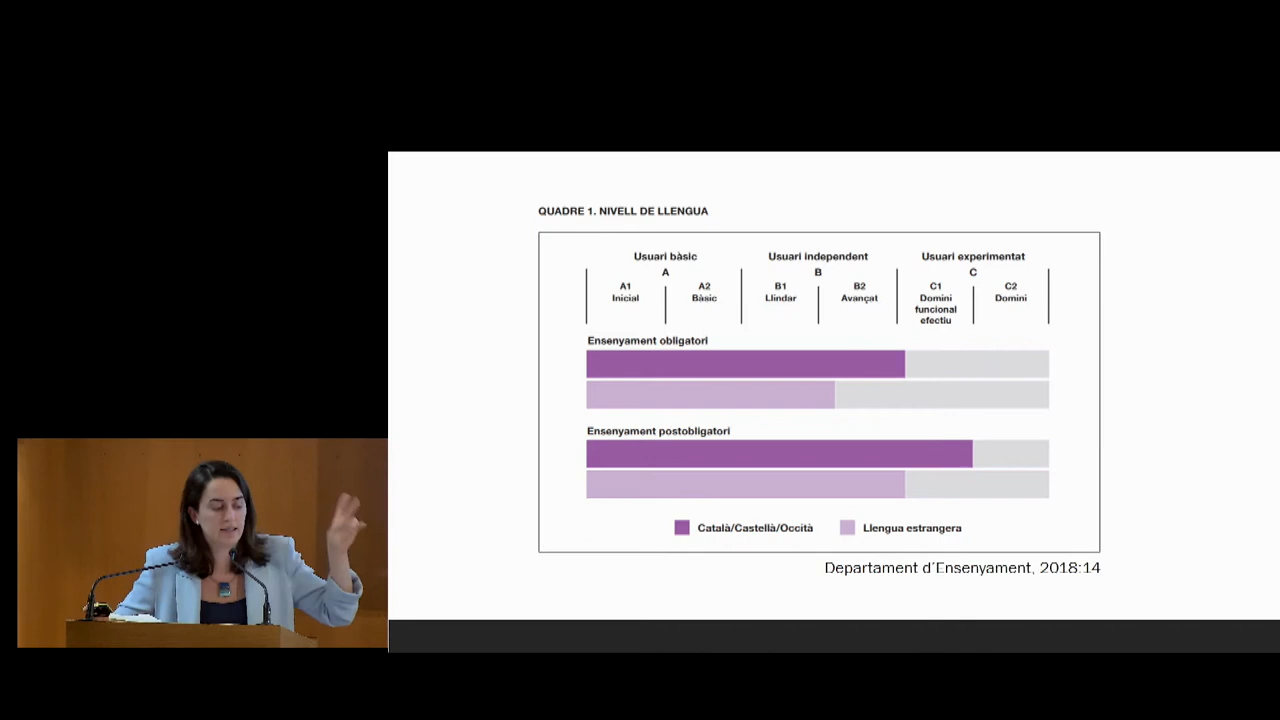 QUADRE 1. NIVELL DE LLENGUA
Usuari bàsic
A
Usuari independent
B
Usuari experimentat
C
A1
Inicial
A2
Bàsic
B1
Llindar
B2
Avançat
C1
Domini
funcional
efectiu
C2
Domini
Ensenyament obligatori
Ensenyament postobligatori
Català/Castellà/Occità
Llengua estrangera
Departament d´Ensenyament, 2018:14